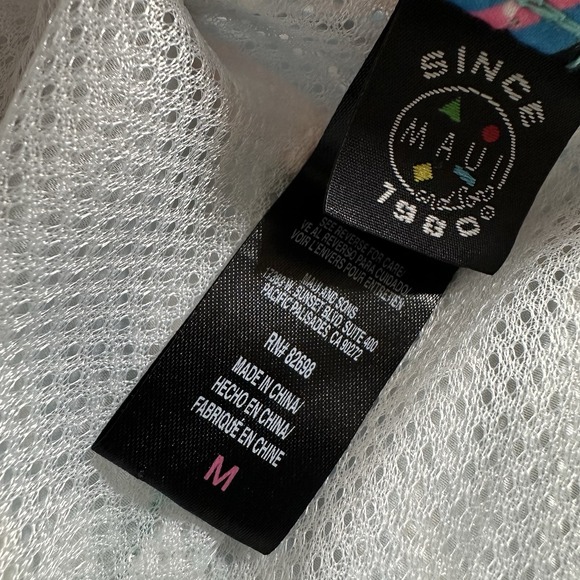 SINCE
MAUI
and Sons
1980
SEE REVERSE FOR CARE
VE AL REVERSO PARA CUIDADO/
VOIR L'ENVERS POUR ENTRETIEN
MAUI AND SONS
SUNSET BLVD, SUITE 400
PACIFIC PALISADES, CA 90272
RN# 82698
MADE IN CHINA/
HECHO EN CHINA/
FABRIQUÉ EN CHINE
M